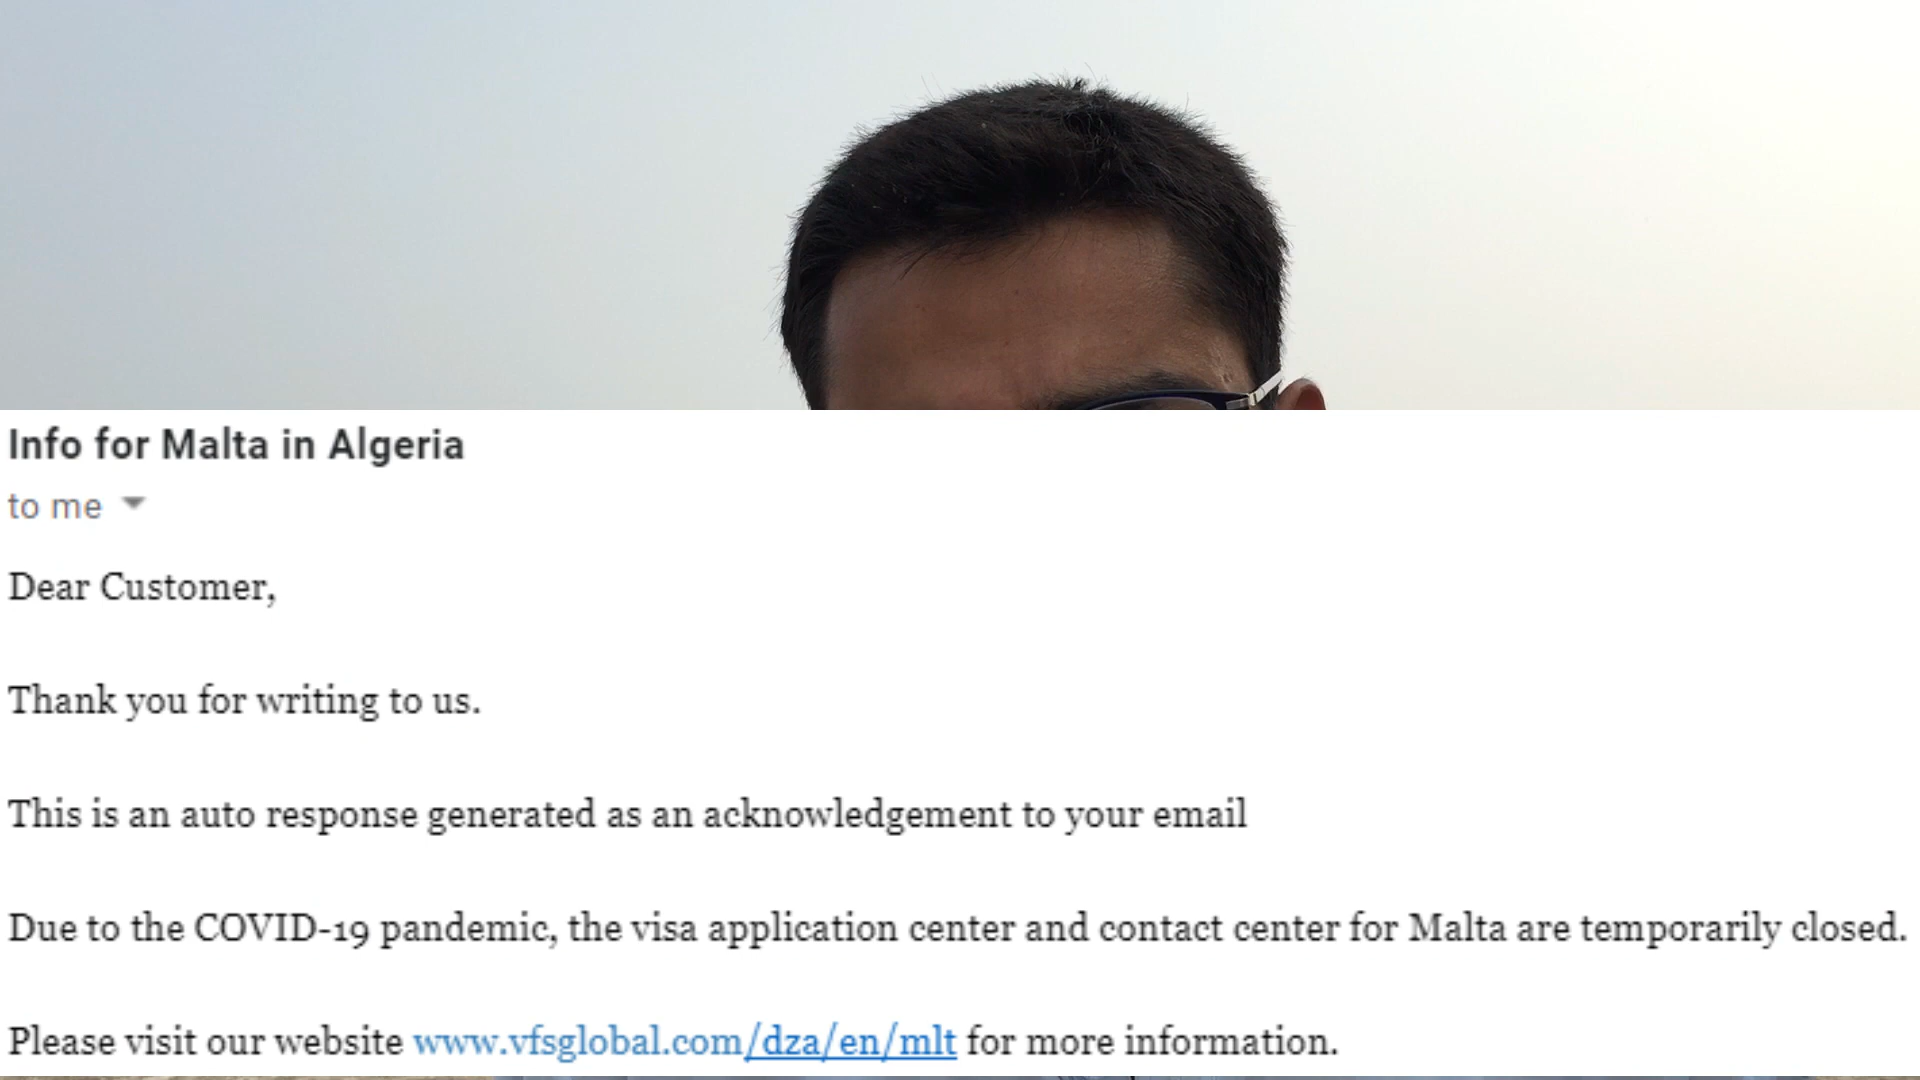 Info for Malta in Algeria
to me
Dear Customer,
Thank you for writing to us.
This is an auto response generated as an acknowledgement to your email
Due to the COVID-19 pandemic, the visa application center and contact center for Malta are temporarily closed.
Please visit our website www.vfsglobal.com/dza/en/mlt for more information.